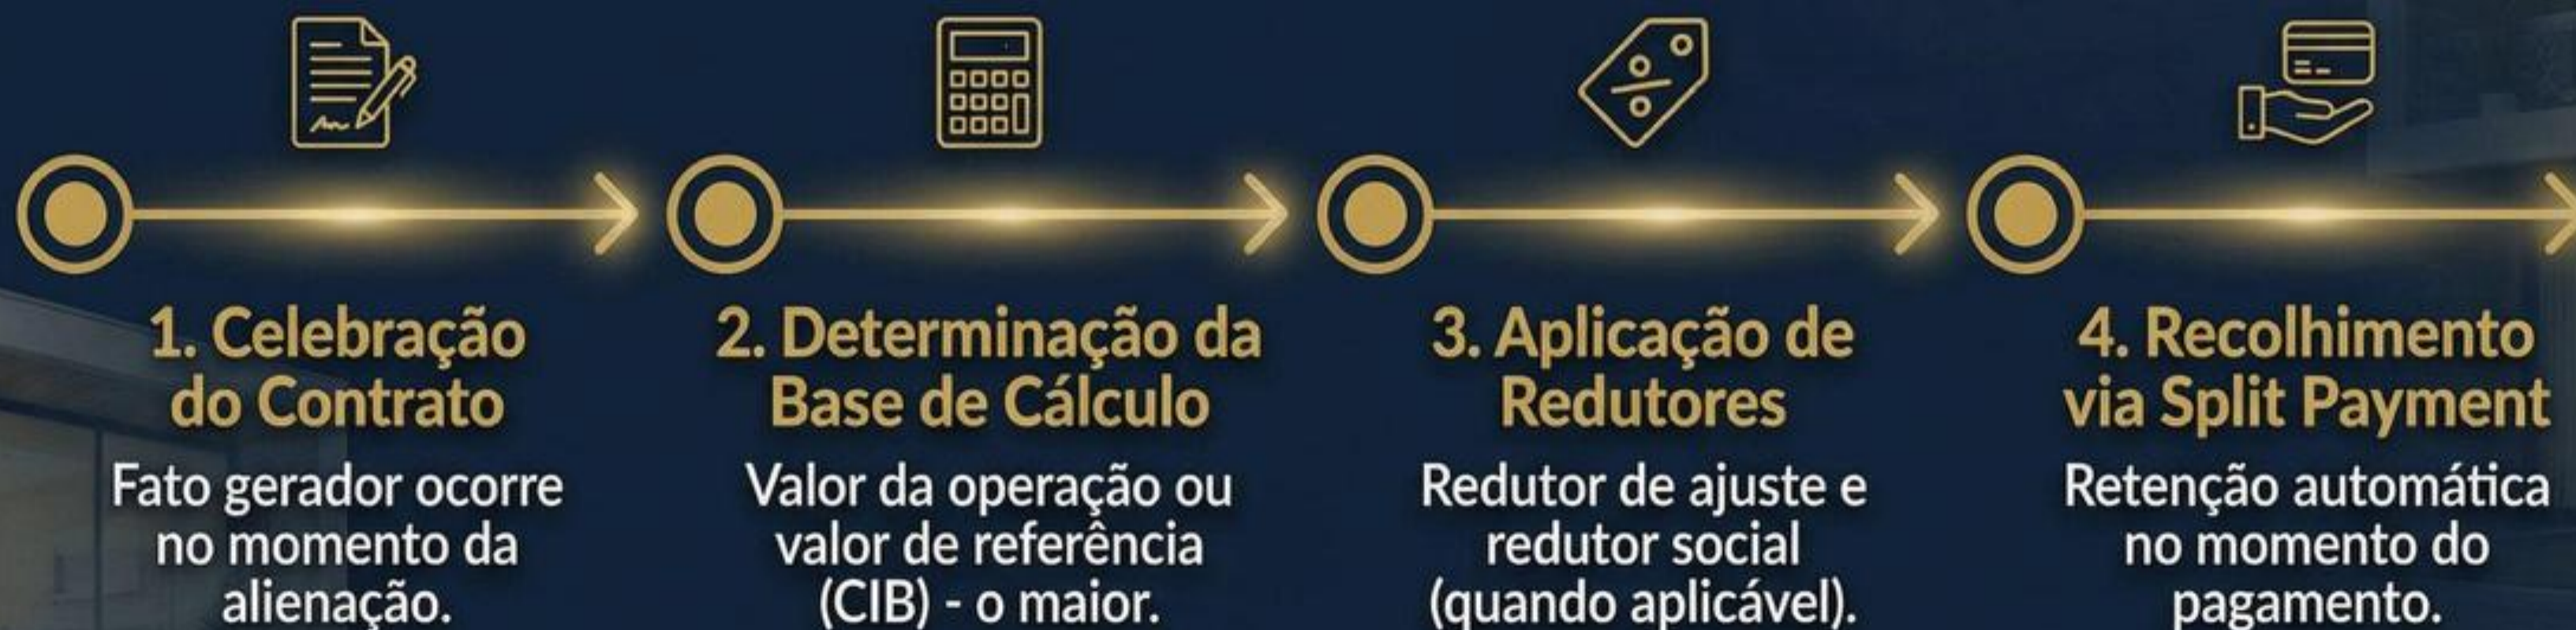 1. Celebração
do Contrato
Fato gerador ocorre
no momento da
alienação.
2. Determinação da
Base de Cálculo
Valor da operação ou
valor de referência
(CIB) - o maior.
3. Aplicação de
Redutores
Redutor de ajuste e
redutor social
(quando aplicável).
4. Recolhimento
via Split Payment
Retenção automática
no momento do
pagamento.